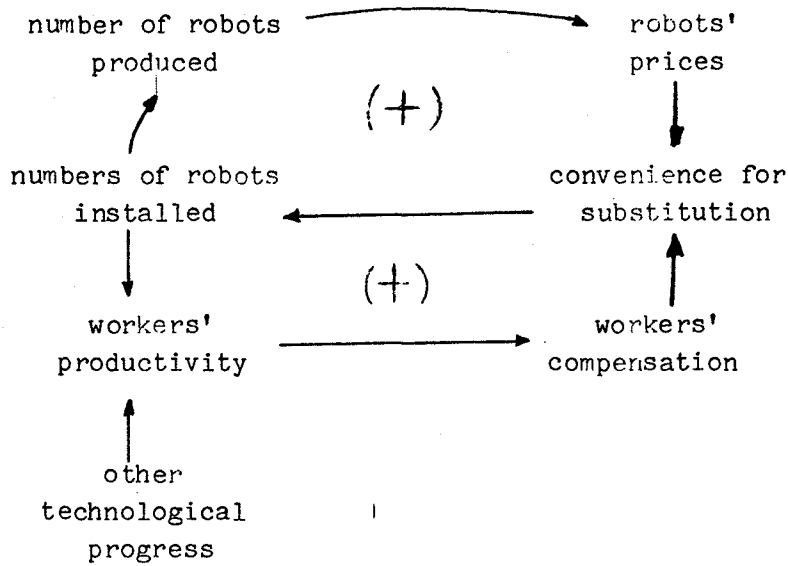 number of robots
produced
robots'
prices
(+)
numbers of robots
installed
convenience for
substitution
(+)
workers'
productivity
workers'
compensation
other
technological
progress